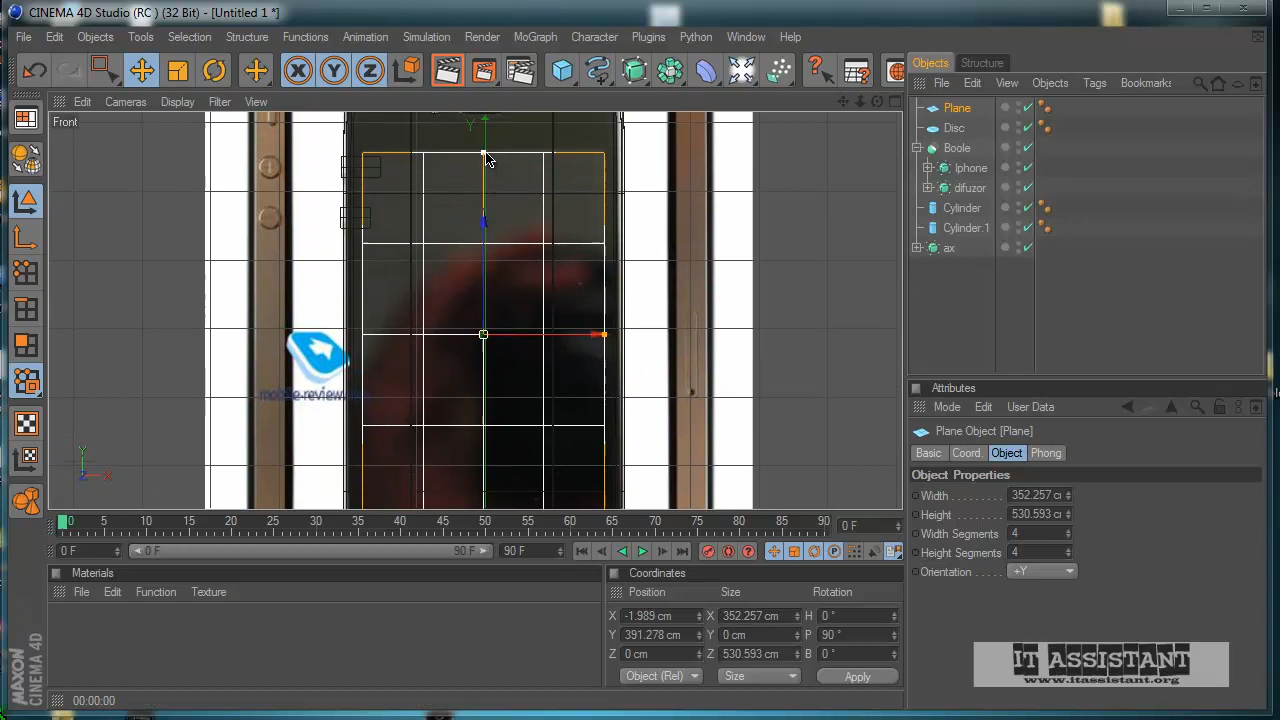 CINEMA 4D Studio (RC ) (32 Bit) - [Untitled 1 *]
File Edit Objects Tools Selection Structure Functions Animation Simulation Render MoGraph Character Plugins Python Window Help
X Y Z
Edit Cameras Display Filter View
Front
Y
mobile-review
Y
X
Z
Objects Structure
File Edit View Objects Tags Bookmarks
Plane
Disc
Boole
Iphone
difuzor
Cylinder
Cylinder.1
ax
Attributes
Mode Edit User Data
Plane Object [Plane]
Basic Coord. Object Phong
Object Properties
Width 352.257 c
Height 530.593 c
Width Segments 4
Height Segments 4
Orientation +Y
0 5 10 15 20 25 30 35 40 45 50 55 60 65 70 75 80 85 90 0 F
0 F 0 F 90 F 90 F
Materials
File Edit Function Texture
Coordinates
Position Size Rotation
X -1.989 cm X 352.257 cm H 0 °
Y 391.278 cm Y 0 cm P 90 °
Z 0 cm Z 530.593 cm B 0 °
Object (Rel) Size Apply
00:00:00
MAXON
CINEMA 4D
IT ASSISTANT
www.itassistant.org